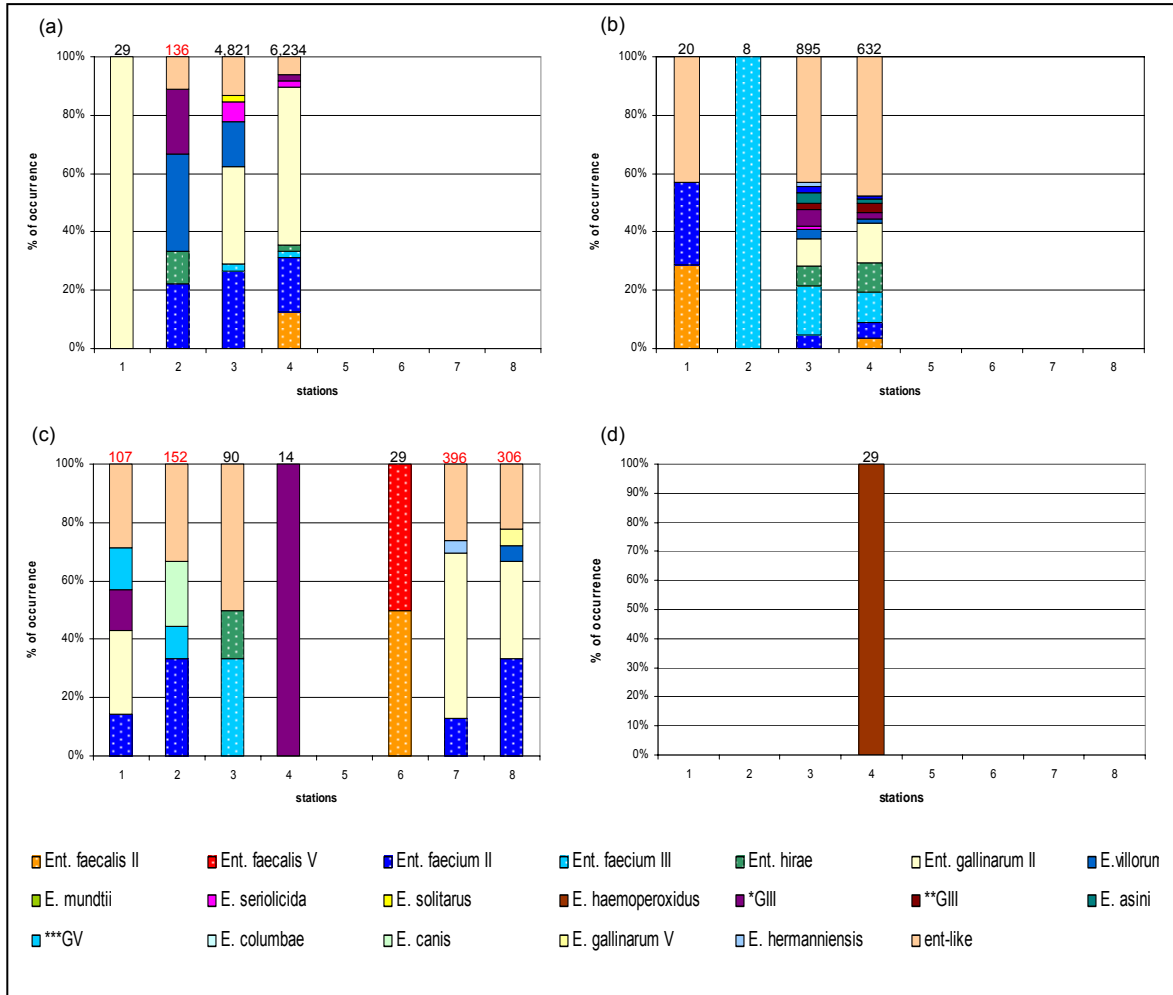 (a)
29 136 4,821 6,234
100%
80%
60%
40%
20%
0%
% of occurrence
1 2 3 4 5 6 7 8
stations
(b)
20 8 895 632
100%
80%
60%
40%
20%
0%
% of occurrence
1 2 3 4 5 6 7 8
stations
(c)
107 152 90 14 29 396 306
100%
80%
60%
40%
20%
0%
% of occurrence
1 2 3 4 5 6 7 8
stations
(d)
29
100%
90%
80%
70%
60%
50%
40%
30%
20%
10%
0%
% of occurrence
1 2 3 4 5 6 7 8
stations
Ent. faecalis II Ent. faecalis V Ent. faecium II Ent. faecium III Ent. hirae Ent. gallinarum II E.villorum
E. mundtii E. seriolicida E. solitarus E. haemoperoxidus *GIII **GIII E. asini
***GV E. columbae E. canis E. gallinarum V E. hermanniensis ent-like